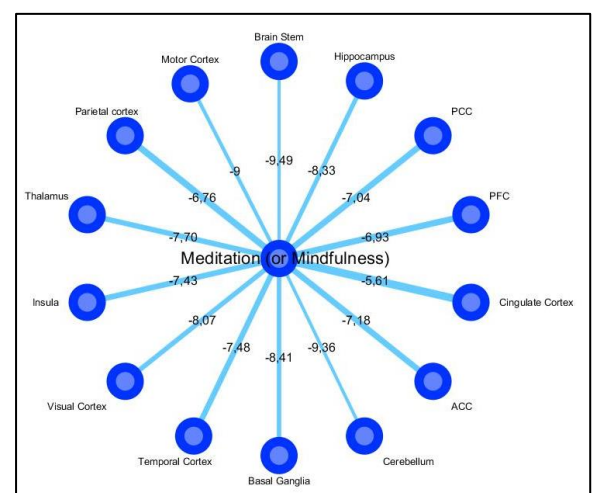 Brain Stem
Motor Cortex
Hippocampus
Parietal cortex
PCC
-9,49
-9
-8,33
-6,76
-7,04
Thalamus
PFC
-7,70
-6,93
Meditation (or Mindfulness)
-7,43
-5,61
Insula
Cingulate Cortex
-8,07
-7,18
-7,48
-9,36
-8,41
Visual Cortex
ACC
Temporal Cortex
Cerebellum
Basal Ganglia